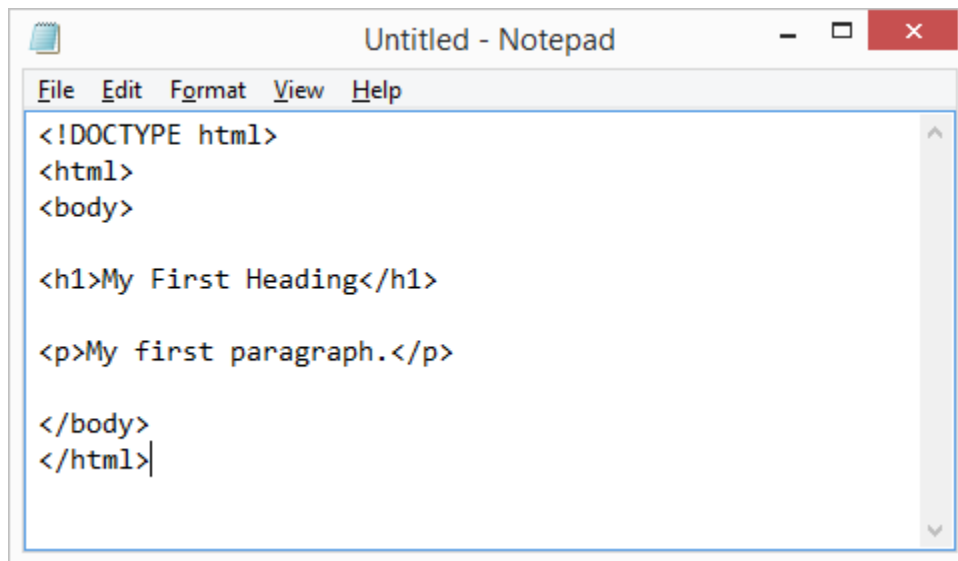 Untitled - Notepad
File Edit Format View Help
<!DOCTYPE html>
<html>
<body>
<h1>My First Heading</h1>
<p>My first paragraph.</p>
</body>
</html>